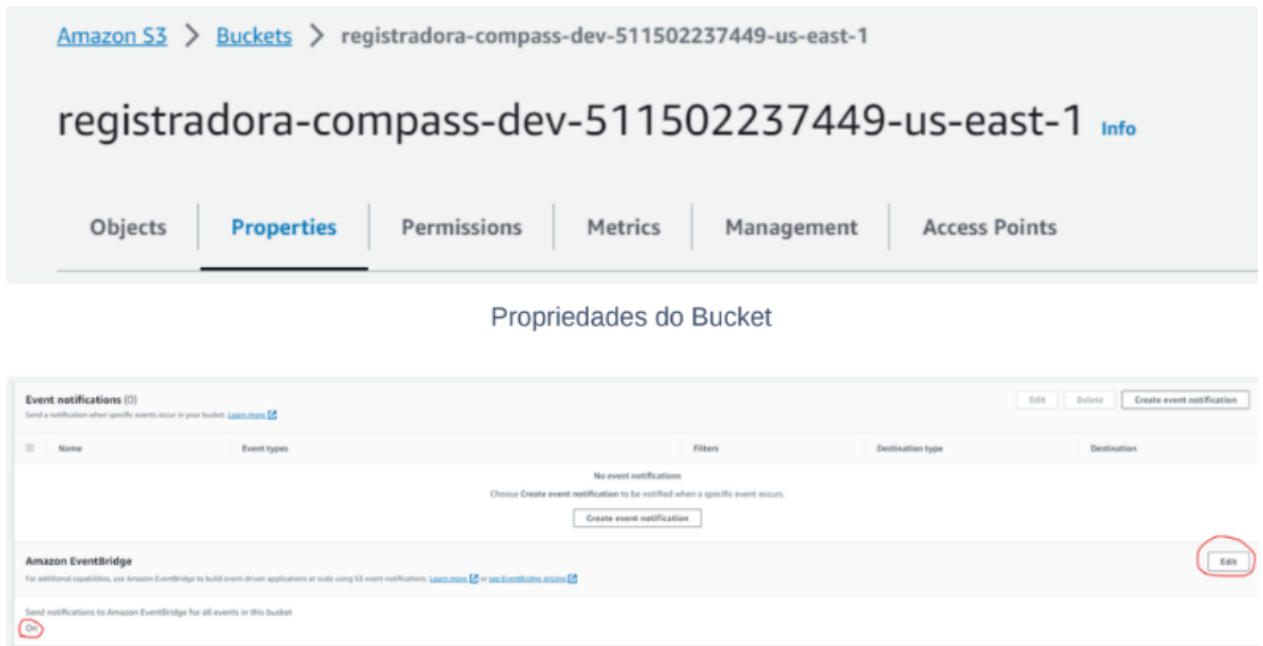 Amazon S3 > Buckets > registradora-compass-dev-511502237449-us-east-1
registradora-compass-dev-511502237449-us-east-1 Info
Objects Properties Permissions Metrics Management Access Points
Propriedades do Bucket
Event notifications (0)
Edit Delete Create event notification
Send a notification when specific events occur in your bucket. Learn more
Name Event types Filters Destination type Destination
No event notifications
Choose Create event notification to be notified when a specific event occurs.
Create event notification
Amazon EventBridge
Edit
For additional capabilities, use Amazon EventBridge to build event-driven applications at scale using S3 event notifications. Learn more or see EventBridge pricing
Send notifications to Amazon EventBridge for all events in this bucket
On